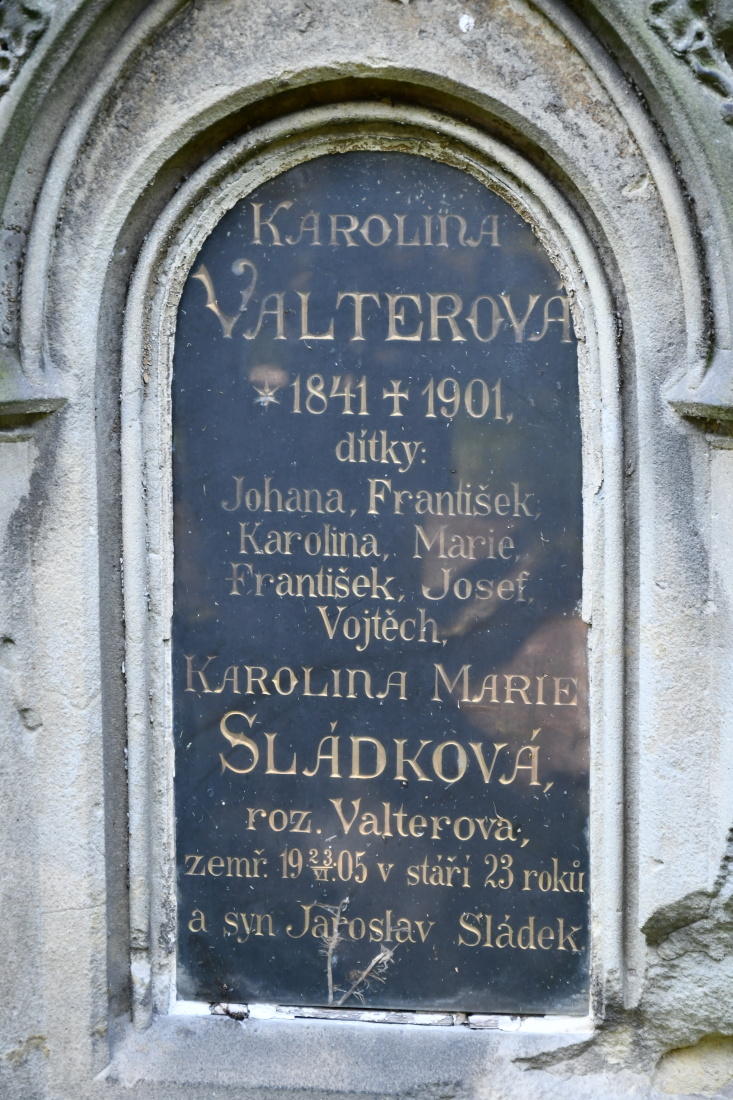 KAROLINA
VALTEROVÁ
* 1841 † 1901,
dítky:
Johana, František,
Karolina, Marie,
František, Josef,
Vojtěch,
KAROLINA MARIE
SLÁDKOVÁ,
roz. Valterova,
zemř. 19 23/VI. 05 v stáří 23 roků
a syn Jaroslav Sládek.